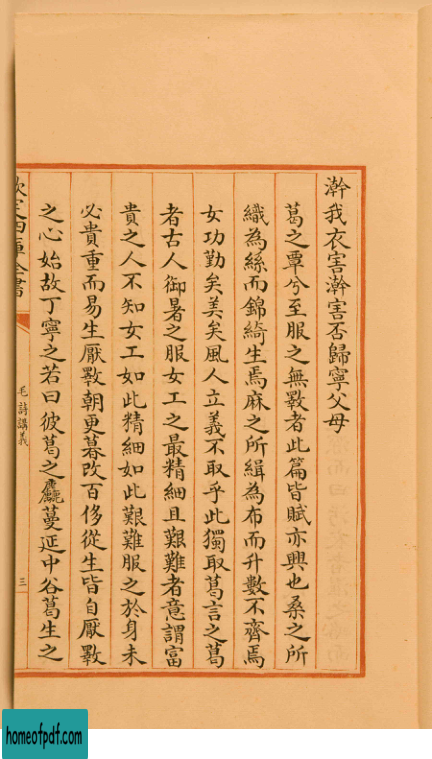 澣我衣害澣害否歸寧父母
葛之覃兮至服之無斁者此篇皆賦亦興也桑之所
織為絲而錦綺生焉麻之所緝為布而升數不齊焉
女功勤矣美矣風人立義不取乎此獨取葛言之葛
者古人御暑之服女工之最精細且艱難者意謂富
貴之人不知女工如此精細如此艱難服之於身未
必貴重而易生厭斁朝更暮改百侈從生皆自厭斁
之心始故丁寧之若曰彼葛之麤蔓延中谷葛生之
欽定四庫全書
毛詩講義
三
homeofpdf.com